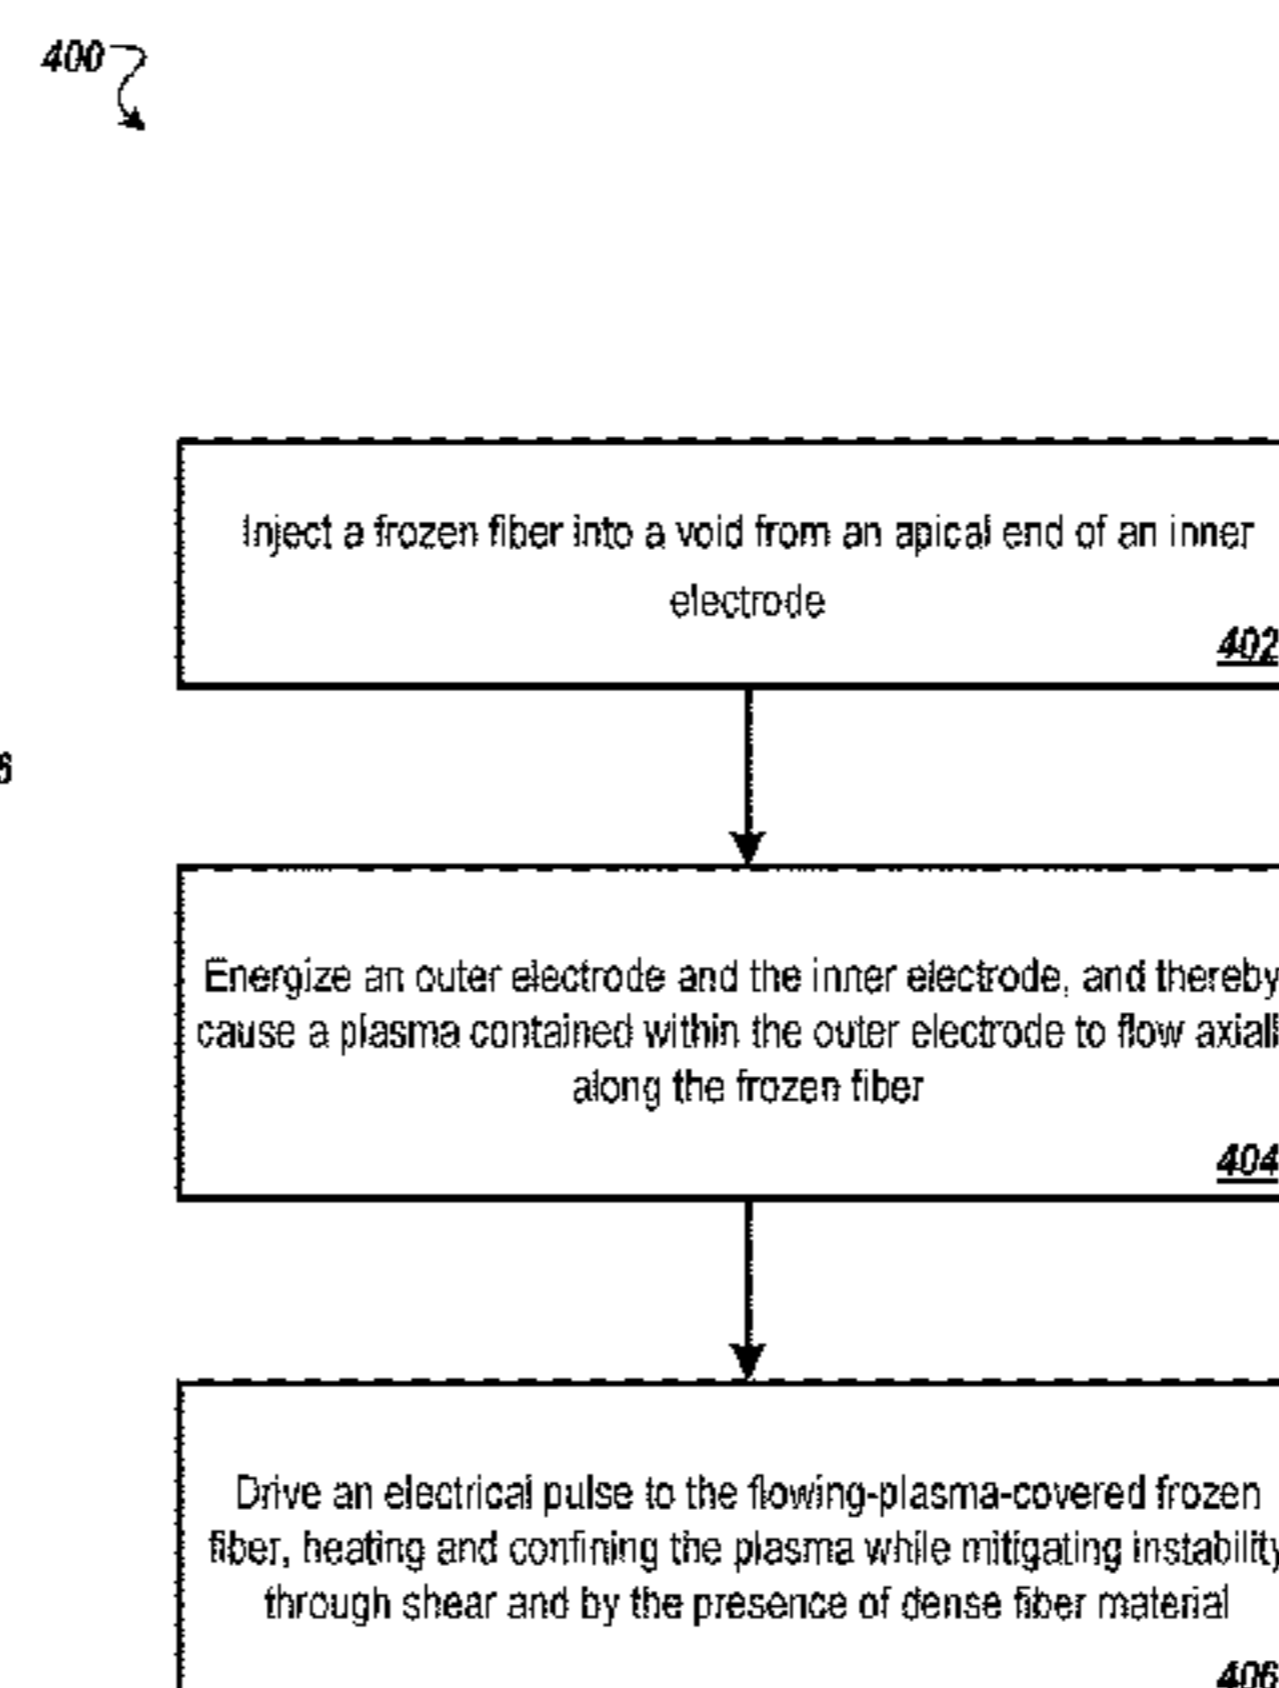 400
Inject a frozen fiber into a void from an apical end of an inner
electrode
402
6
Energize an outer electrode and the inner electrode, and thereby
cause a plasma contained within the outer electrode to flow axiall
along the frozen fiber
404
Drive an electrical pulse to the flowing-plasma-covered frozen
fiber, heating and confining the plasma while mitigating instability
through shear and by the presence of dense fiber material
406